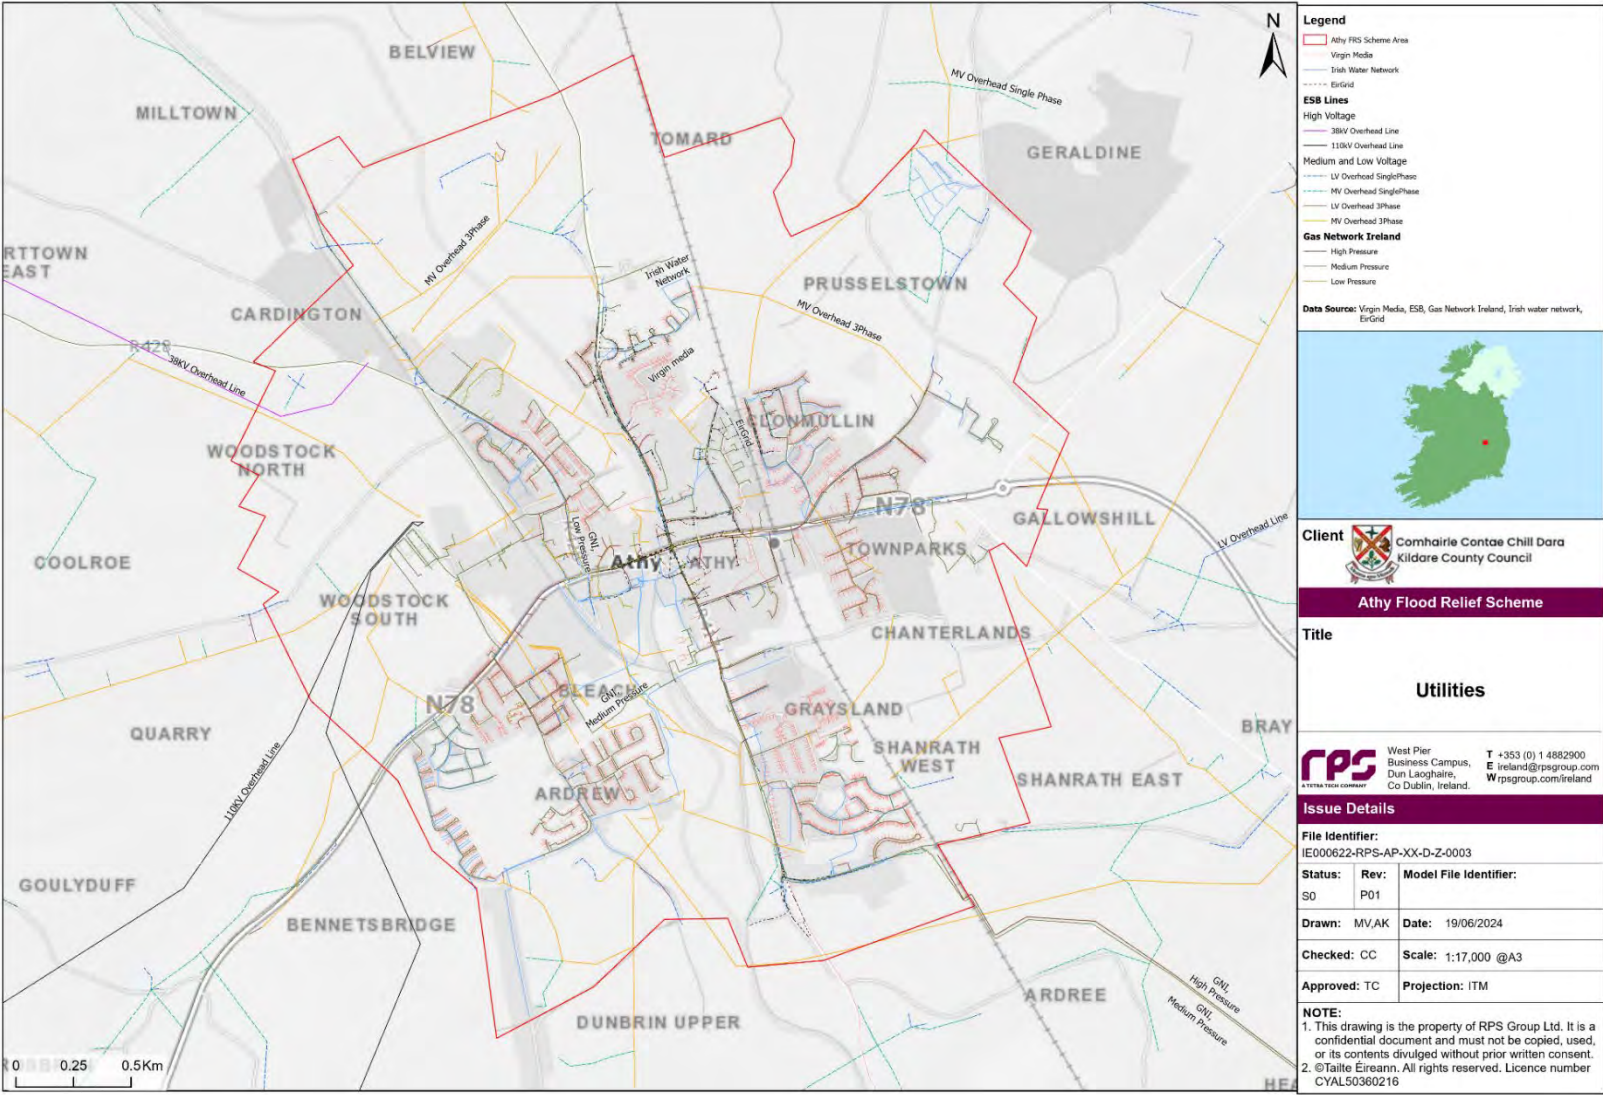 BELVIEW
MILLTOWN
TOMARD
MV Overhead Single Phase
GERALDINE
N
MV Overhead 3Phase
EAST
CARDINGTON
R428
38KV Overhead Line
Irish Water
Network
PRUSSELSTOWN
MV Overhead 3Phase
Virgin media
CLONMULLIN
EirGrid
WOODSTOCK
NORTH
N78
GALLOWSHILL
LV Overhead Line
COOLROE
GNI,
Low Pressure
Athy
ATHY
TOWNPARKS
WOODSTOCK
SOUTH
CHANTERLANDS
N78
BLEACH
GNI,
Medium Pressure
QUARRY
GRAYSLAND
BRAY
SHANRATH
WEST
SHANRATH EAST
110KV Overhead Line
ARDREW
GOULYDUFF
BENNETSBRIDGE
DUNBRIN UPPER
ARDREE
GNI,
High Pressure
GNI,
Medium Pressure
0 0.25 0.5Km
Legend
Athy FRS Scheme Area
Virgin Media
Irish Water Network
EirGrid
ESB Lines
High Voltage
38kV Overhead Line
110kV Overhead Line
Medium and Low Voltage
LV Overhead SinglePhase
MV Overhead SinglePhase
LV Overhead 3Phase
MV Overhead 3Phase
Gas Network Ireland
High Pressure
Medium Pressure
Low Pressure
Data Source: Virgin Media, ESB, Gas Network Ireland, Irish water network,
EirGrid
Client
Comhairle Contae Chill Dara
Kildare County Council
Athy Flood Relief Scheme
Title
Utilities
rps
A TETRA TECH COMPANY
West Pier
Business Campus,
Dun Laoghaire,
Co Dublin, Ireland.
T +353 (0) 1 4882900
E ireland@rpsgroup.com
W rpsgroup.com/ireland
Issue Details
File Identifier:
IE000622-RPS-AP-XX-D-Z-0003
Status: Rev: Model File Identifier:
S0 P01
Drawn: MV,AK Date: 19/06/2024
Checked: CC Scale: 1:17,000 @A3
Approved: TC Projection: ITM
NOTE:
1. This drawing is the property of RPS Group Ltd. It is a
confidential document and must not be copied, used,
or its contents divulged without prior written consent.
2. ©Tailte Éireann. All rights reserved. Licence number
CYAL50360216